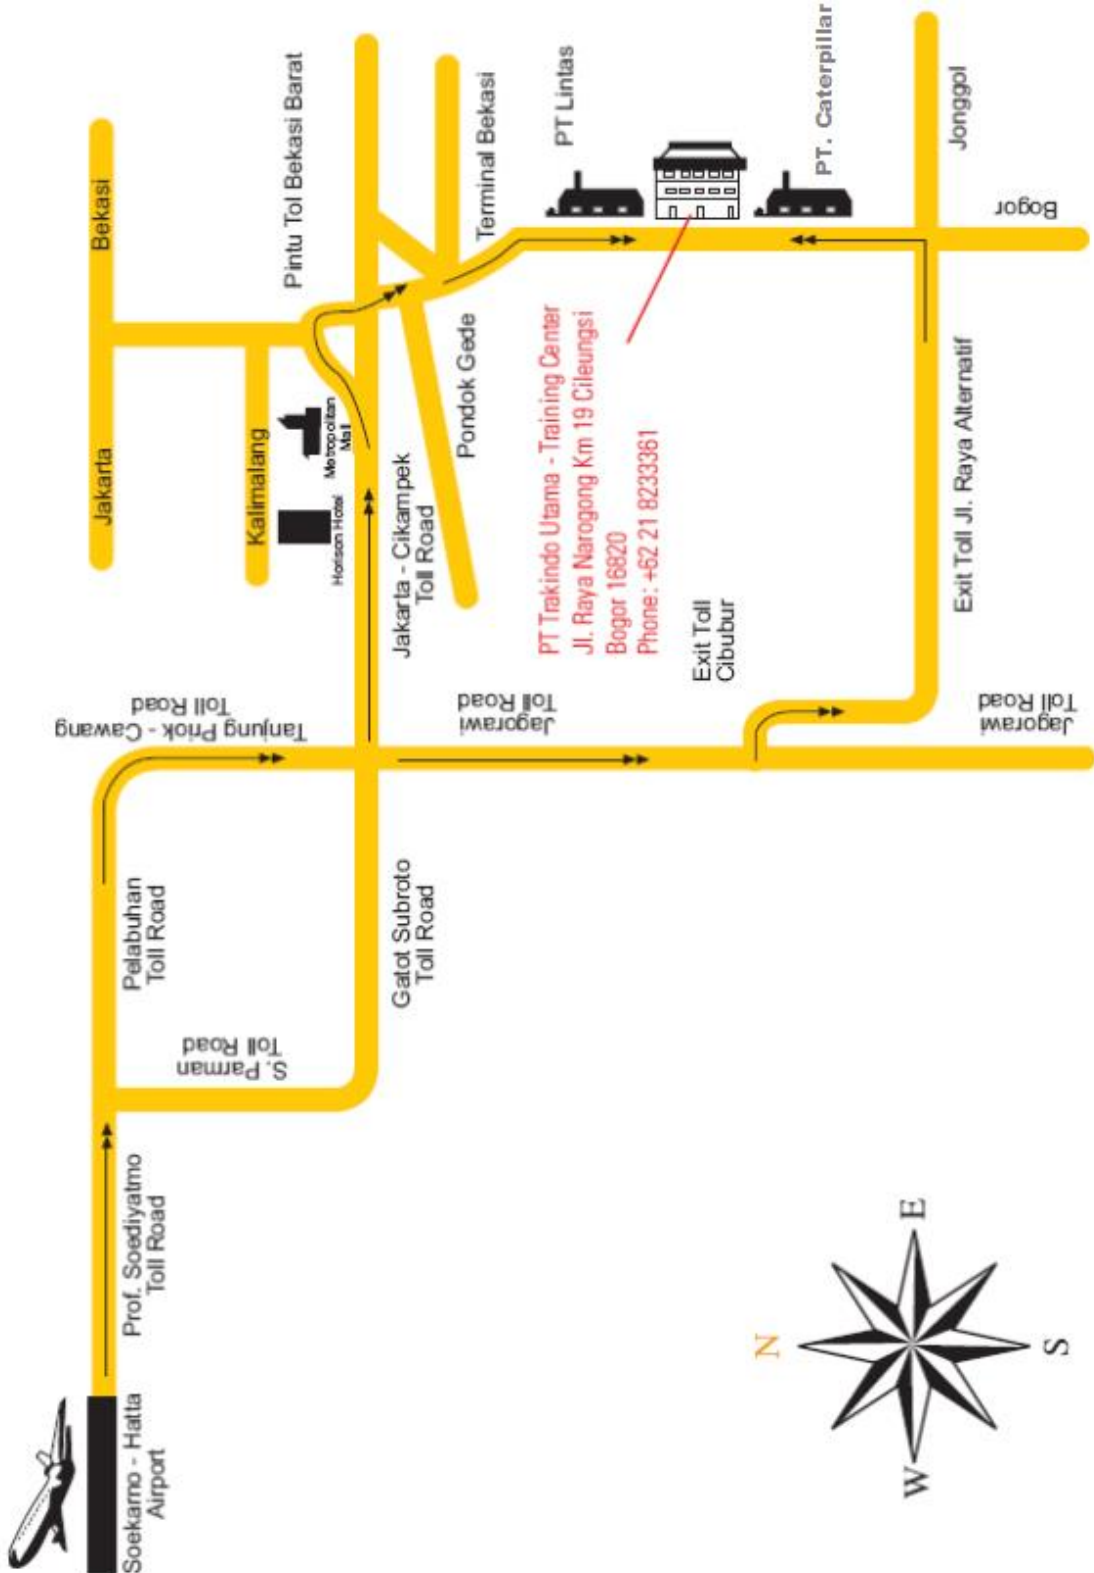 Soekarno - Hatta
Airport
Prof. Soediyatmo
Toll Road
S. Parman
Toll Road
Pelabuhan
Toll Road
Gatot Subroto
Toll Road
Tanjung Priok - Cawang
Toll Road
Jakarta
Bekasi
Kalimalang
Horison Hotel
Metropolitan
Mall
Pintu Tol Bekasi Barat
Jakarta - Cikampek
Toll Road
Pondok Gede
Terminal Bekasi
Jagorawi
Toll Road
PT Lintas
PT. Caterpillar
PT Trakindo Utama - Training Center
Jl. Raya Narogong Km 19 Cileungsi
Bogor 16820
Phone: +62 21 8233361
Exit Toll
Cibubur
Jonggol
Bogor
Exit Toll Jl. Raya Alternatif
Jagorawi
Toll Road
N
E
S
W